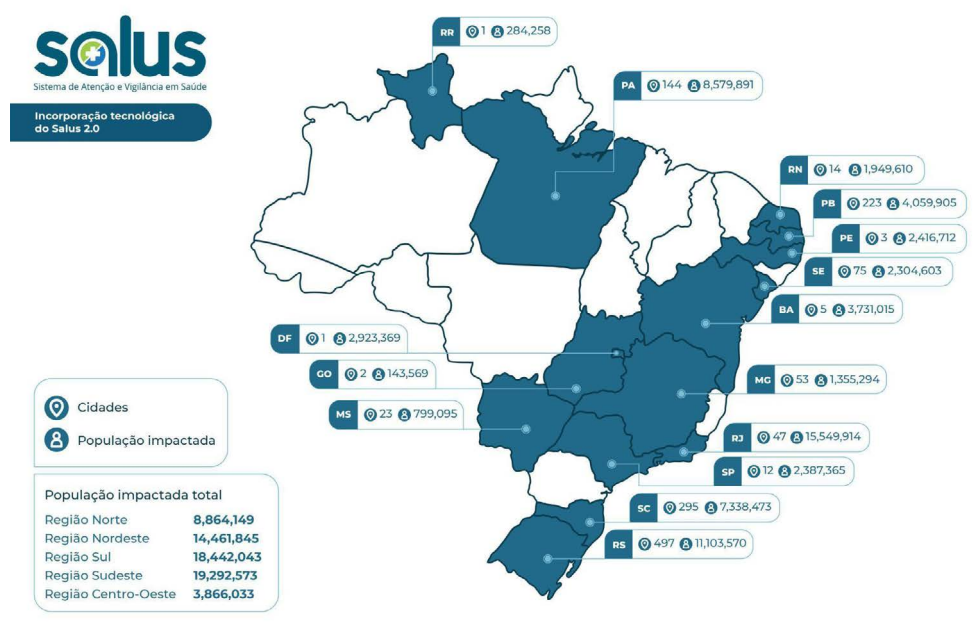 salus
Sistema de Atenção e Vigilância em Saúde
Incorporação tecnológica
do Salus 2.0
RR 1 284,258
PA 144 8,579,891
RN 14 1,949,610
PB 223 4,059,905
PE 3 2,416,712
SE 75 2,304,603
BA 5 3,731,015
DF 1 2,923,369
GO 2 143,569
MG 53 1,355,294
MS 23 799,095
RJ 47 15,549,914
SP 12 2,387,365
SC 295 7,338,473
RS 497 11,103,570
Cidades
População impactada
População impactada total
Região Norte 8,864,149
Região Nordeste 14,461,845
Região Sul 18,442,043
Região Sudeste 19,292,573
Região Centro-Oeste 3,866,033